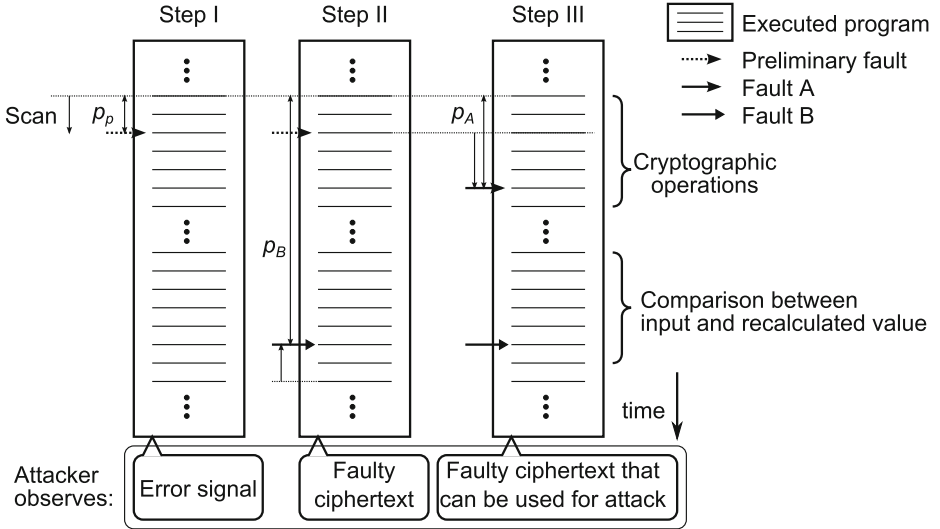 Step I
Step II
Step III
Executed program
Preliminary fault
Fault A
Fault B
Scan
p_p
p_A
p_B
Cryptographic
operations
Comparison between
input and recalculated value
time
Attacker
observes:
Error signal
Faulty
ciphertext
Faulty ciphertext that
can be used for attack